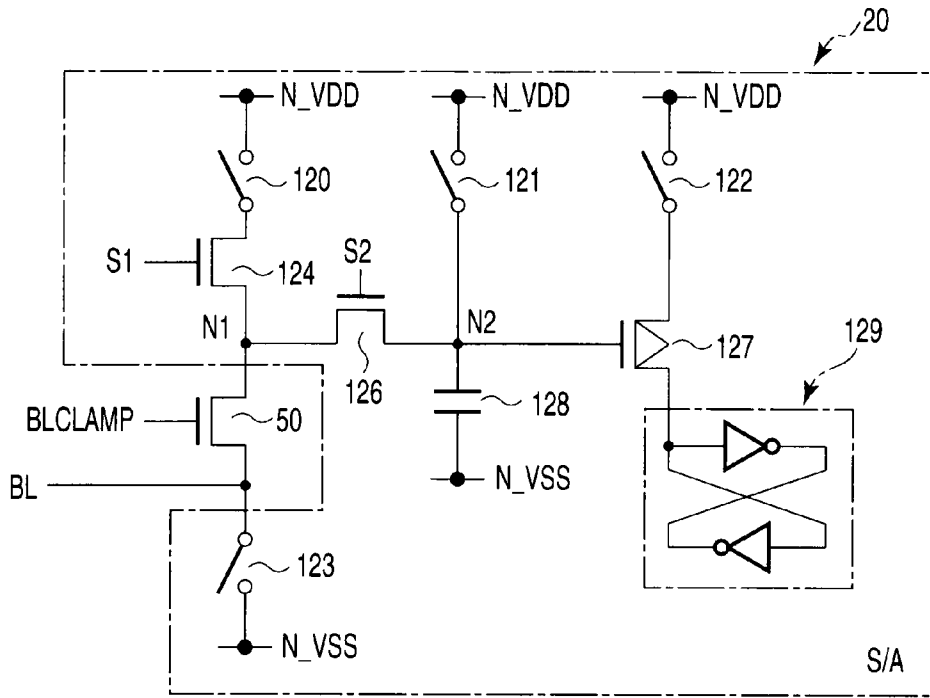 20
N_VDD N_VDD N_VDD
120 121 122
S1 124 S2
N1 N2
126 127 129
BLCLAMP 50 128
BL N_VSS
123
N_VSS
S/A